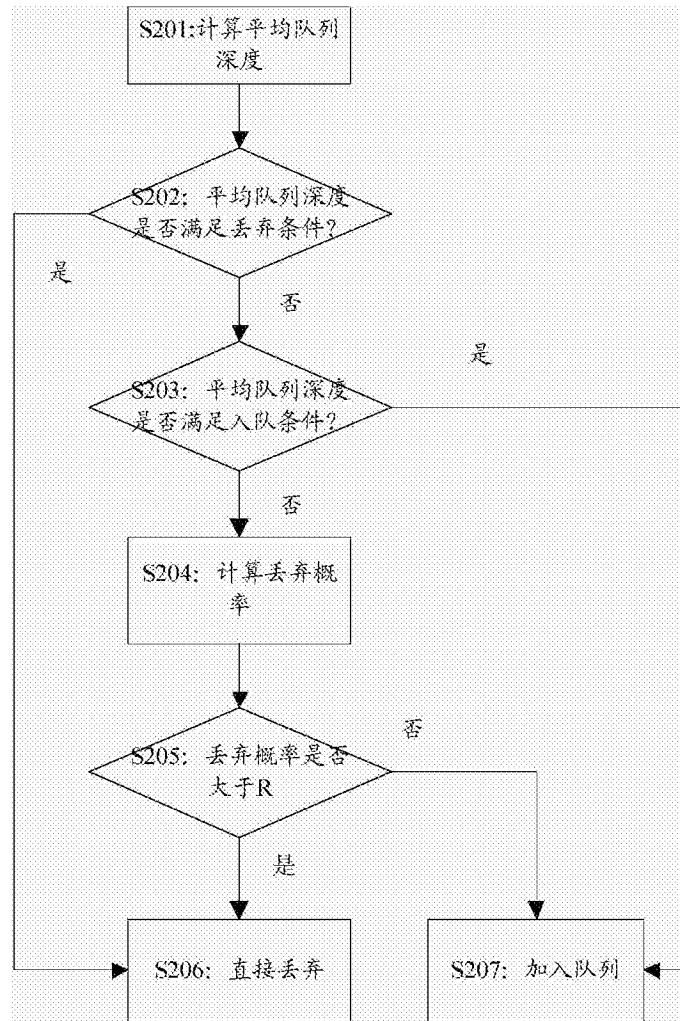 S201:计算平均队列
深度
S202：平均队列深度
是否满足丢弃条件？
是
否
是
S203：平均队列深度
是否满足入队条件？
否
S204：计算丢弃概
率
否
S205：丢弃概率是否
大于R
是
S206：直接丢弃
S207：加入队列